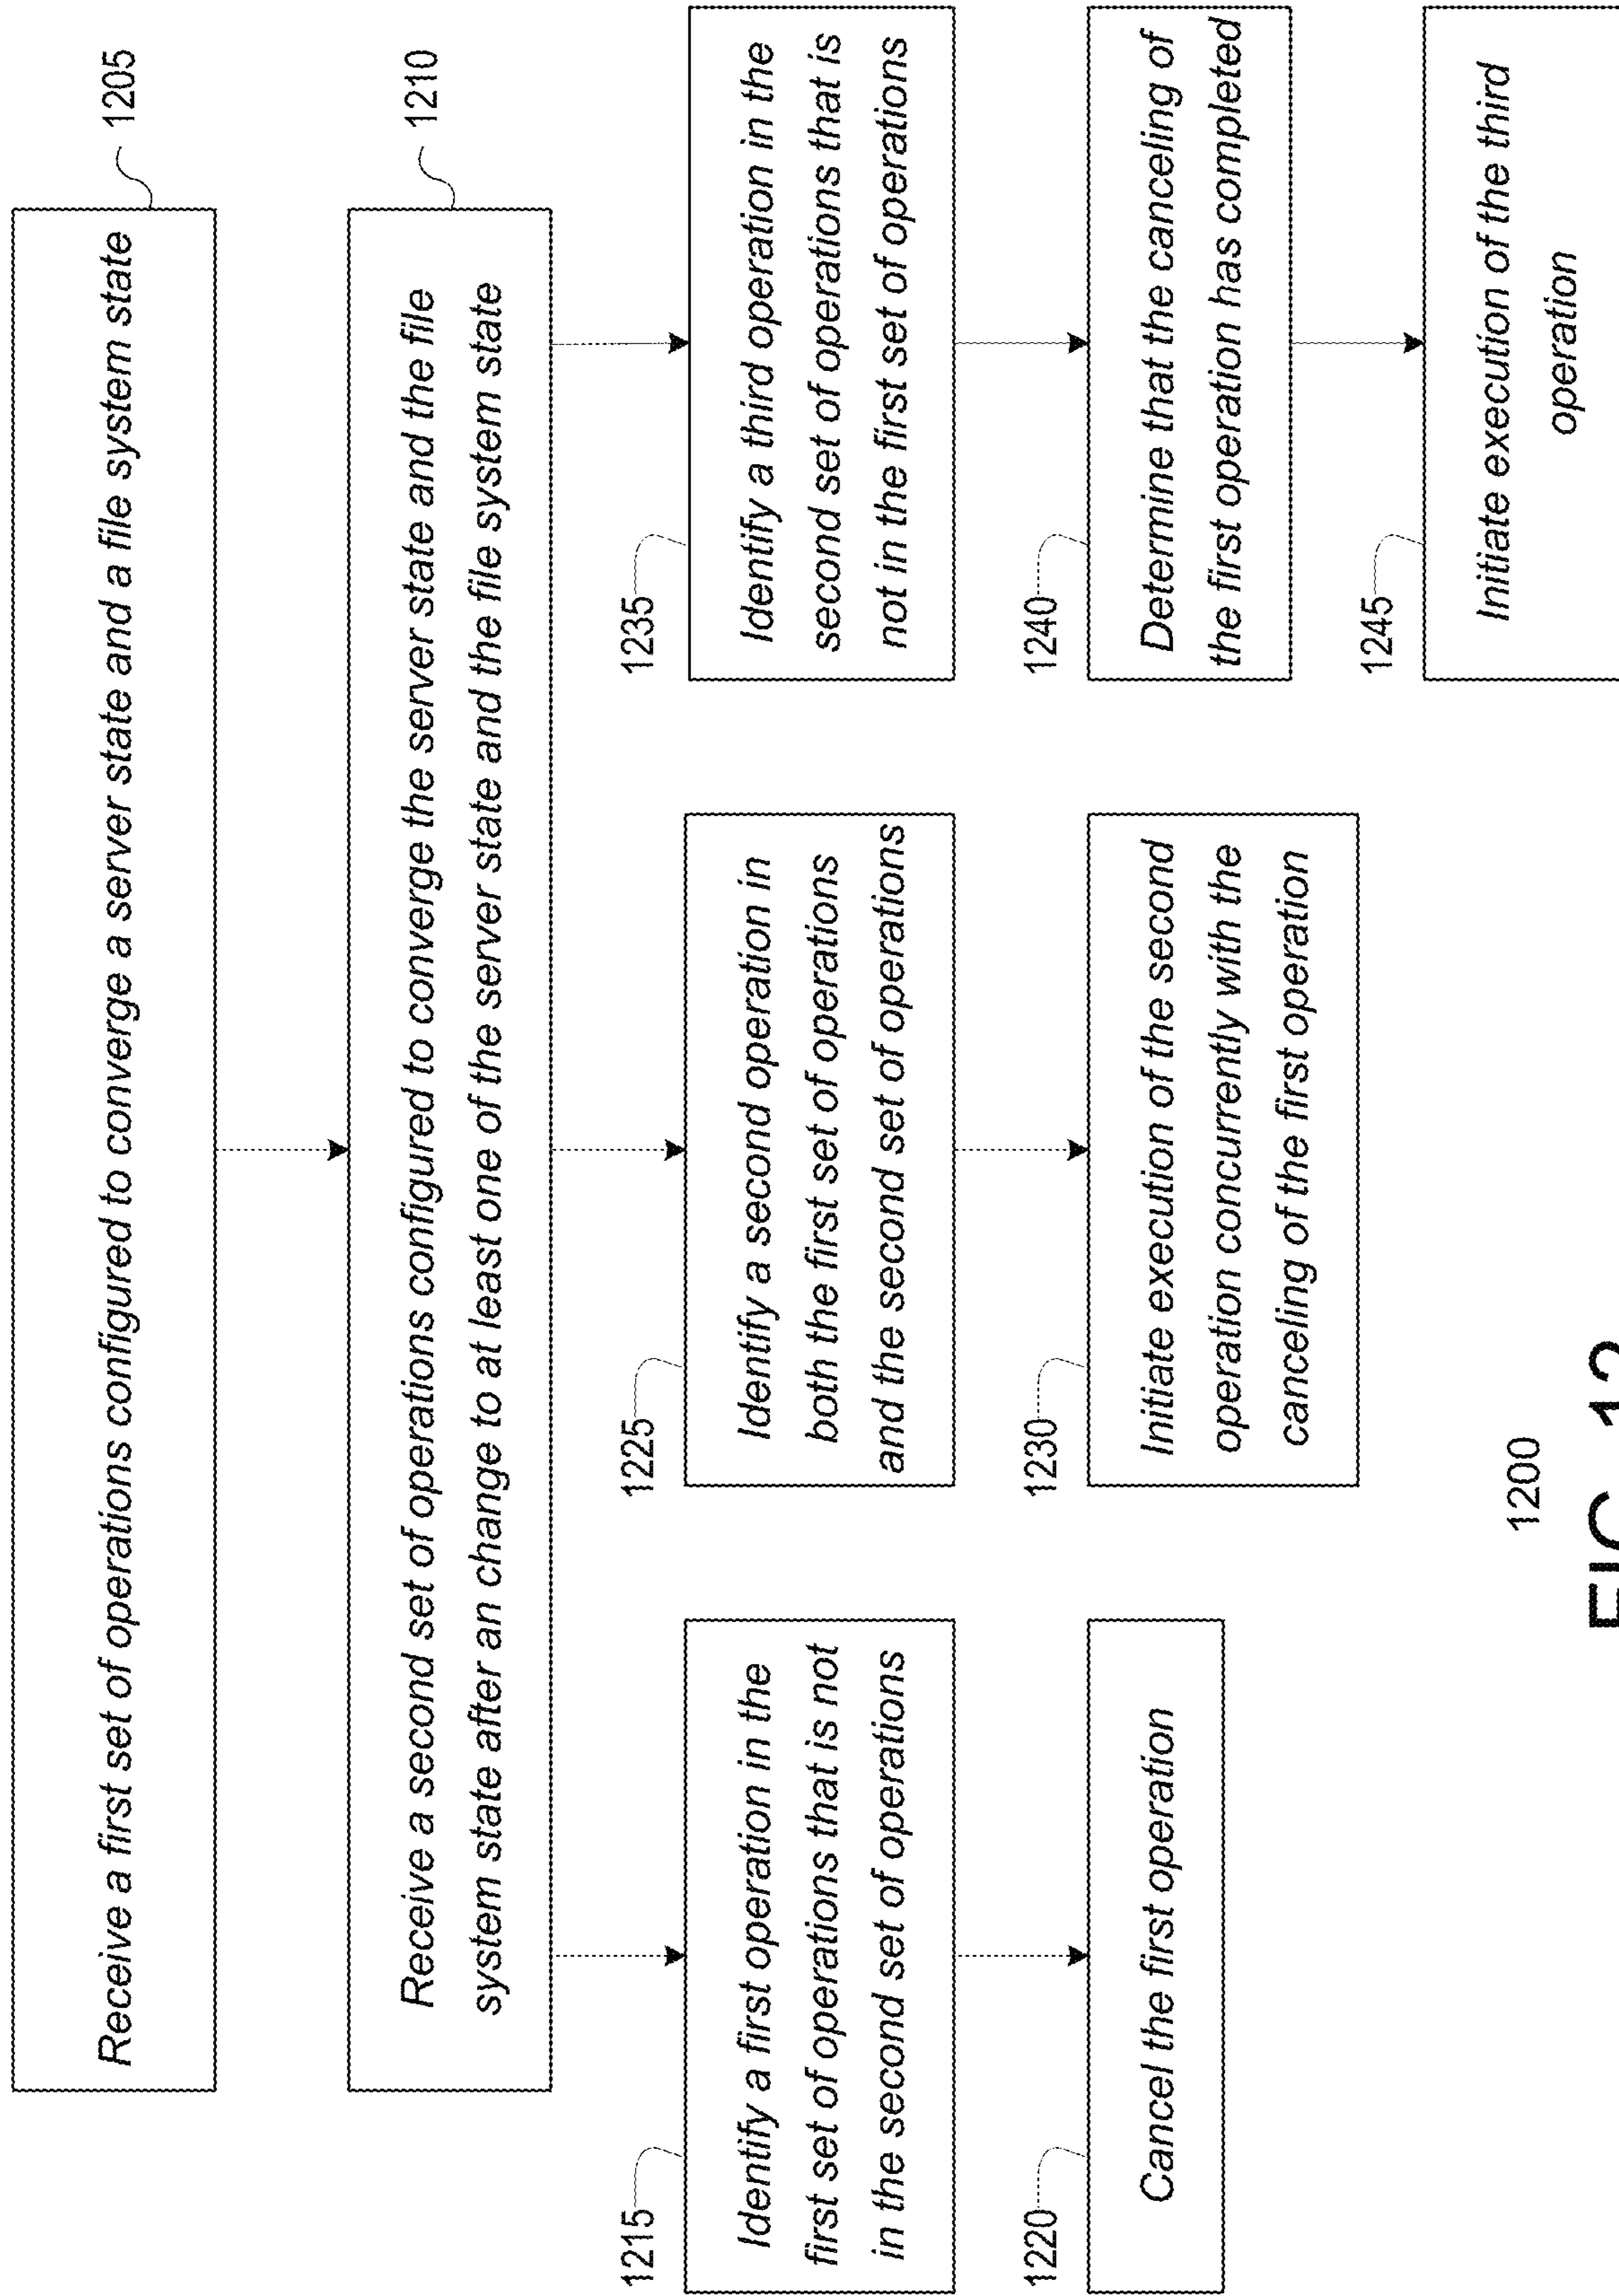 Receive a first set of operations configured to converge a server state and a file system state
1205
Receive a second set of operations configured to converge the server state and the file
system state after an change to at least one of the server state and the file system state
1210
1215
Identify a first operation in the
first set of operations that is not
in the second set of operations
1220
Cancel the first operation
1225
Identify a second operation in
both the first set of operations
and the second set of operations
1230
Initiate execution of the second
operation concurrently with the
canceling of the first operation
1235
Identify a third operation in the
second set of operations that is
not in the first set of operations
1240
Determine that the canceling of
the first operation has completed
1245
Initiate execution of the third
operation
1200
FIG. 12